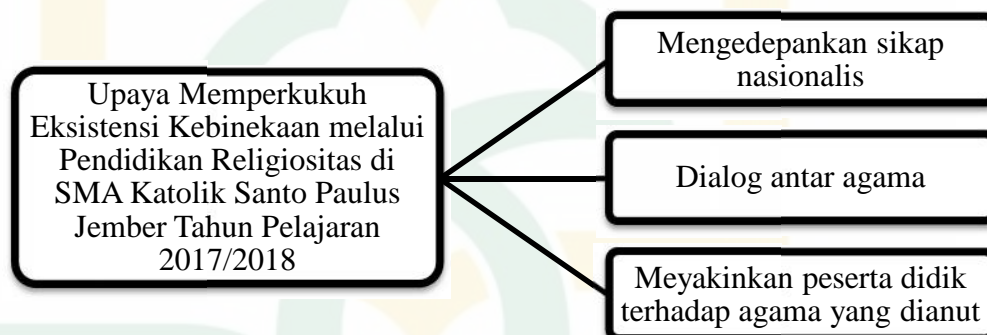 Upaya Memperkukuh
Eksistensi Kebinekaan melalui
Pendidikan Religiositas di
SMA Katolik Santo Paulus
Jember Tahun Pelajaran
2017/2018
Mengedepankan sikap
nasionalis
Dialog antar agama
Meyakinkan peserta didik
terhadap agama yang dianut